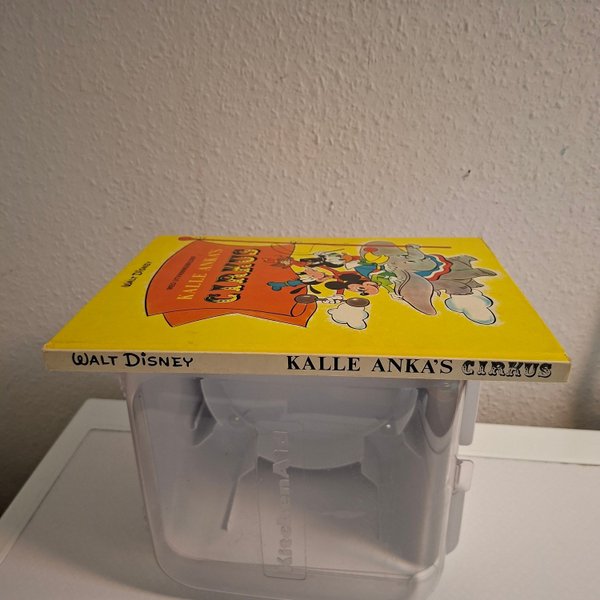 WALT DISNEY
KALLE ANKA'S
CIRKUS
WALT DISNEY KALLE ANKA'S CIRKUS
KitchenAid